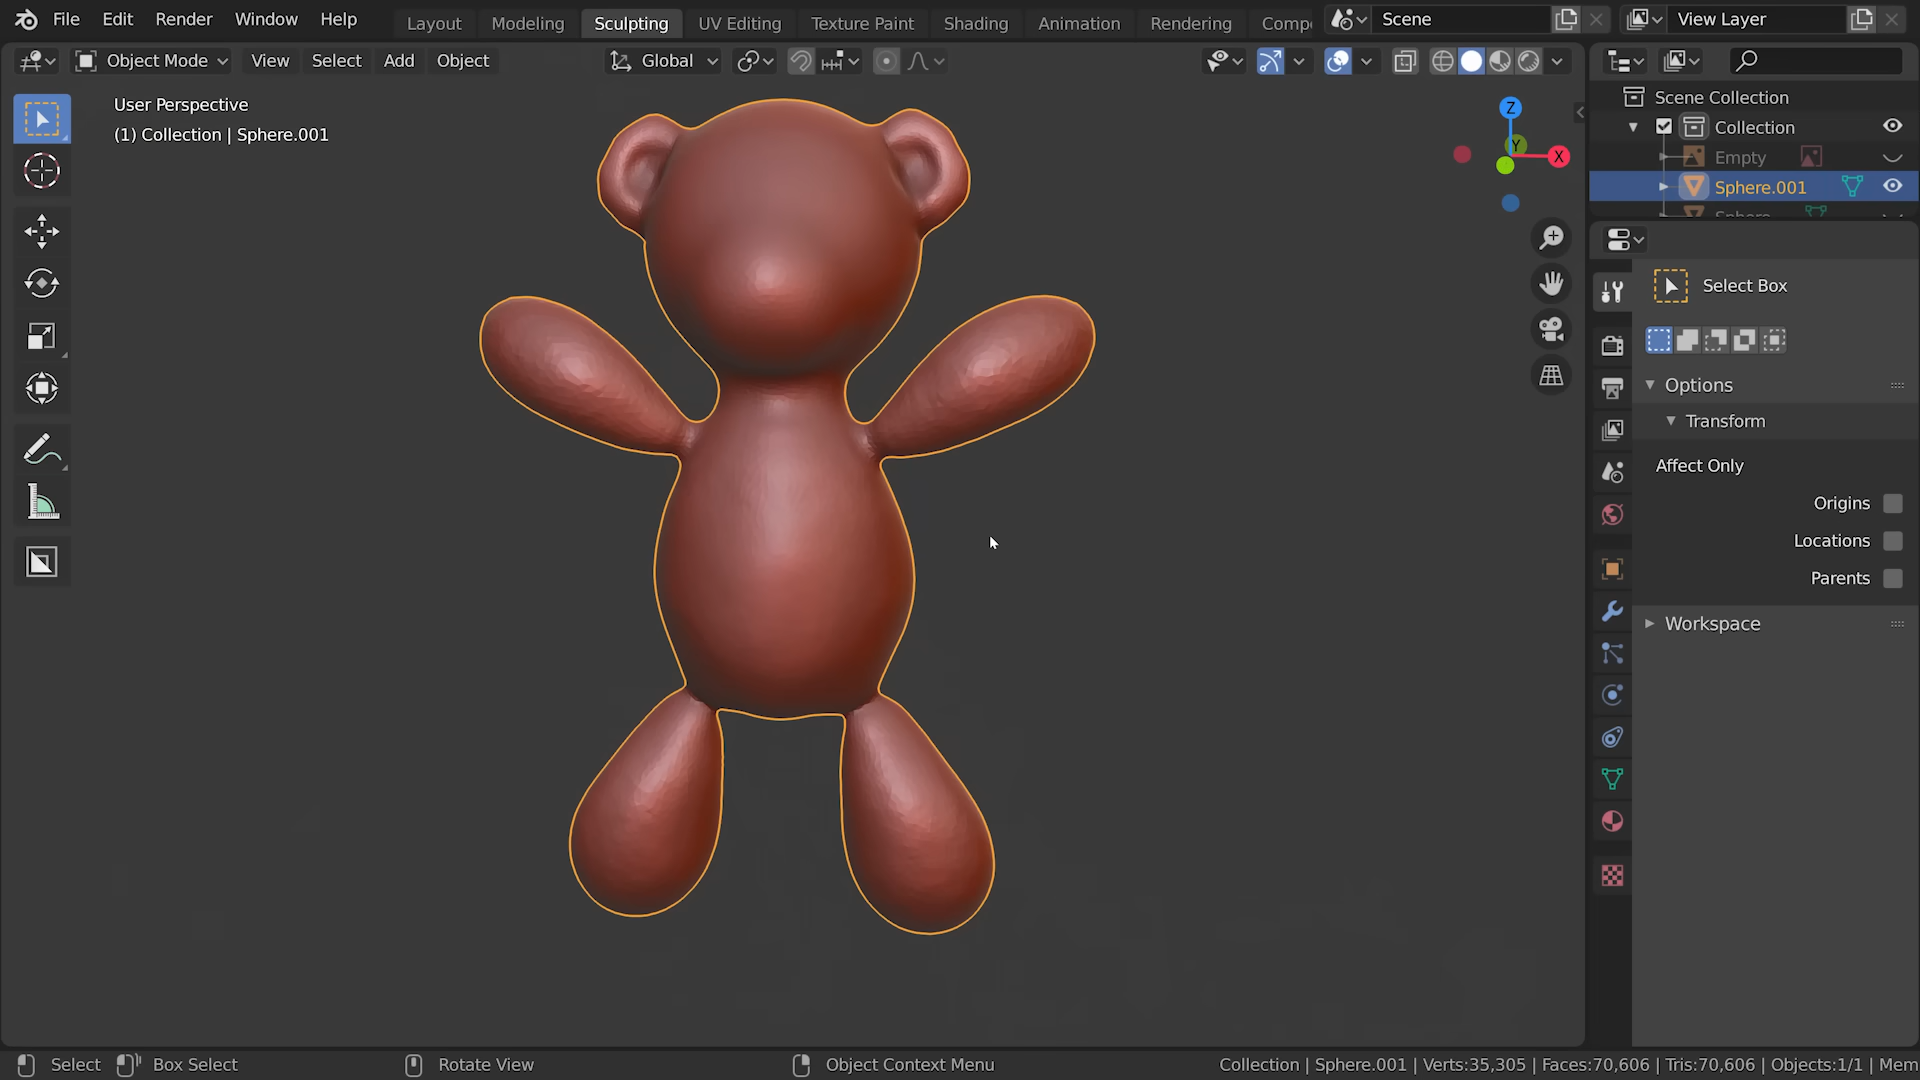 File Edit Render Window Help Layout Modeling Sculpting UV Editing Texture Paint Shading Animation Rendering Comp Scene View Layer
Object Mode View Select Add Object Global
User Perspective
(1) Collection | Sphere.001
Z
Y
X
Scene Collection
Collection
Empty
Sphere.001
Sphere
Select Box
Options
Transform
Affect Only
Origins
Locations
Parents
Workspace
Select Box Select Rotate View Object Context Menu Collection | Sphere.001 | Verts:35,305 | Faces:70,606 | Tris:70,606 | Objects:1/1 | Mem